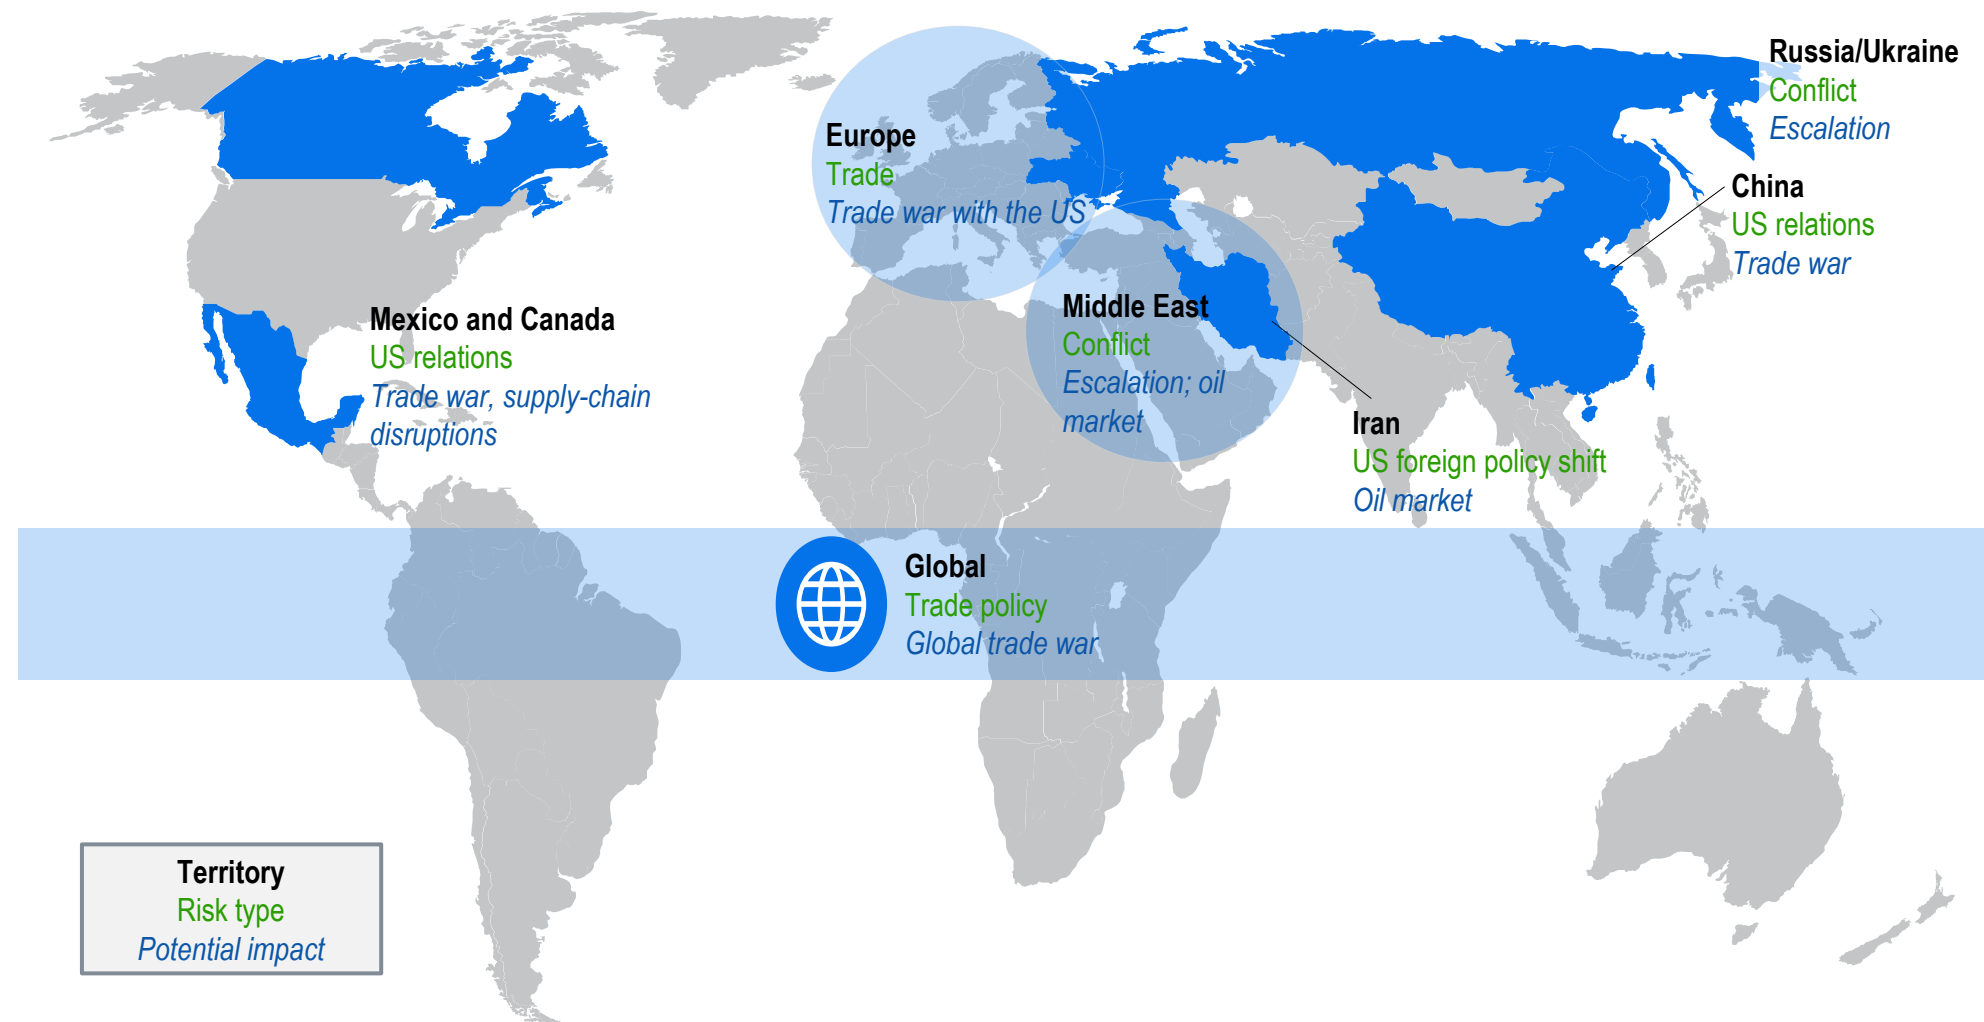 Russia/Ukraine
Conflict
Escalation
Europe
Trade
Trade war with the US
China
US relations
Trade war
Mexico and Canada
US relations
Trade war, supply-chain
disruptions
Middle East
Conflict
Escalation; oil
market
Iran
US foreign policy shift
Oil market
Global
Trade policy
Global trade war
Territory
Risk type
Potential impact